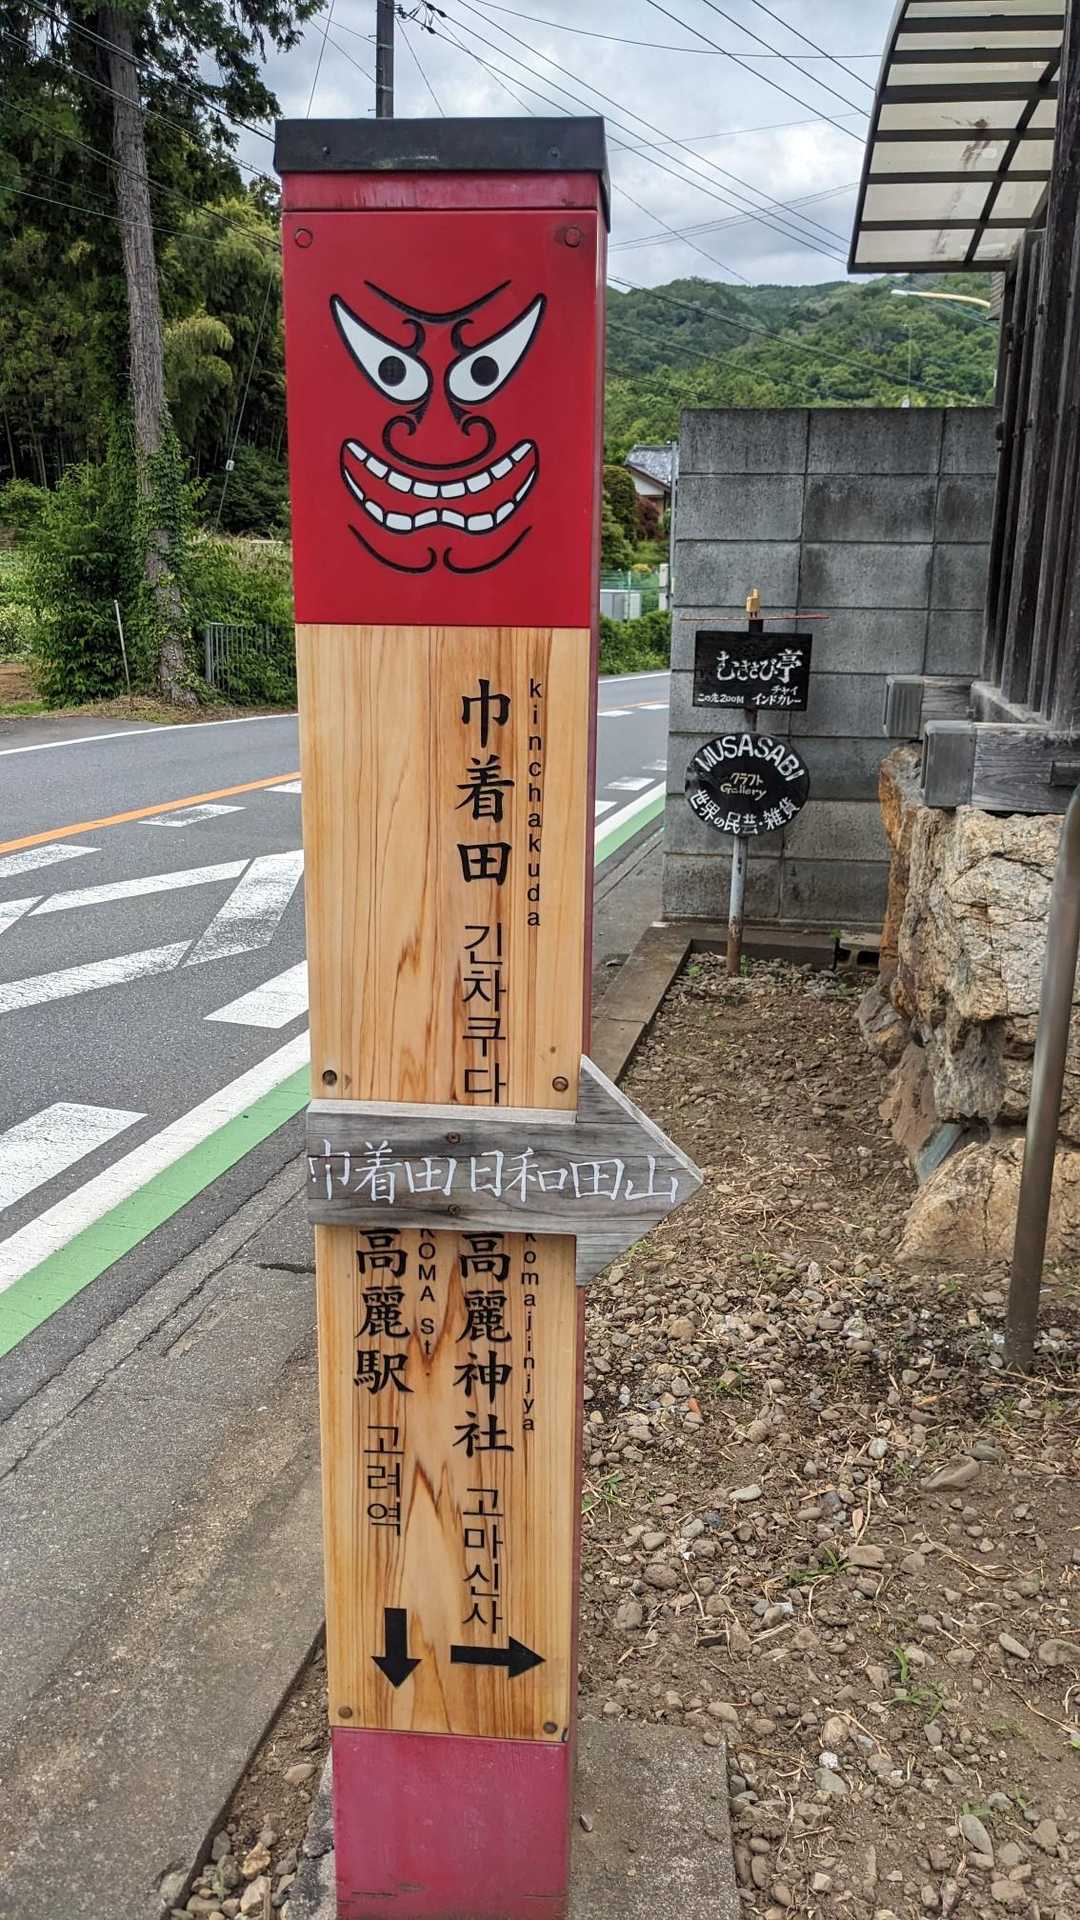 巾着田 긴차쿠다
kinchakuda
巾着田日和田山
高麗神社 고마신사
komajinjya
高麗駅 고려역
KOMA St
むささび亭
チャイ
この先200M インドカレー
MUSASABI
クラフト
Gallery
世界の民芸・雑貨